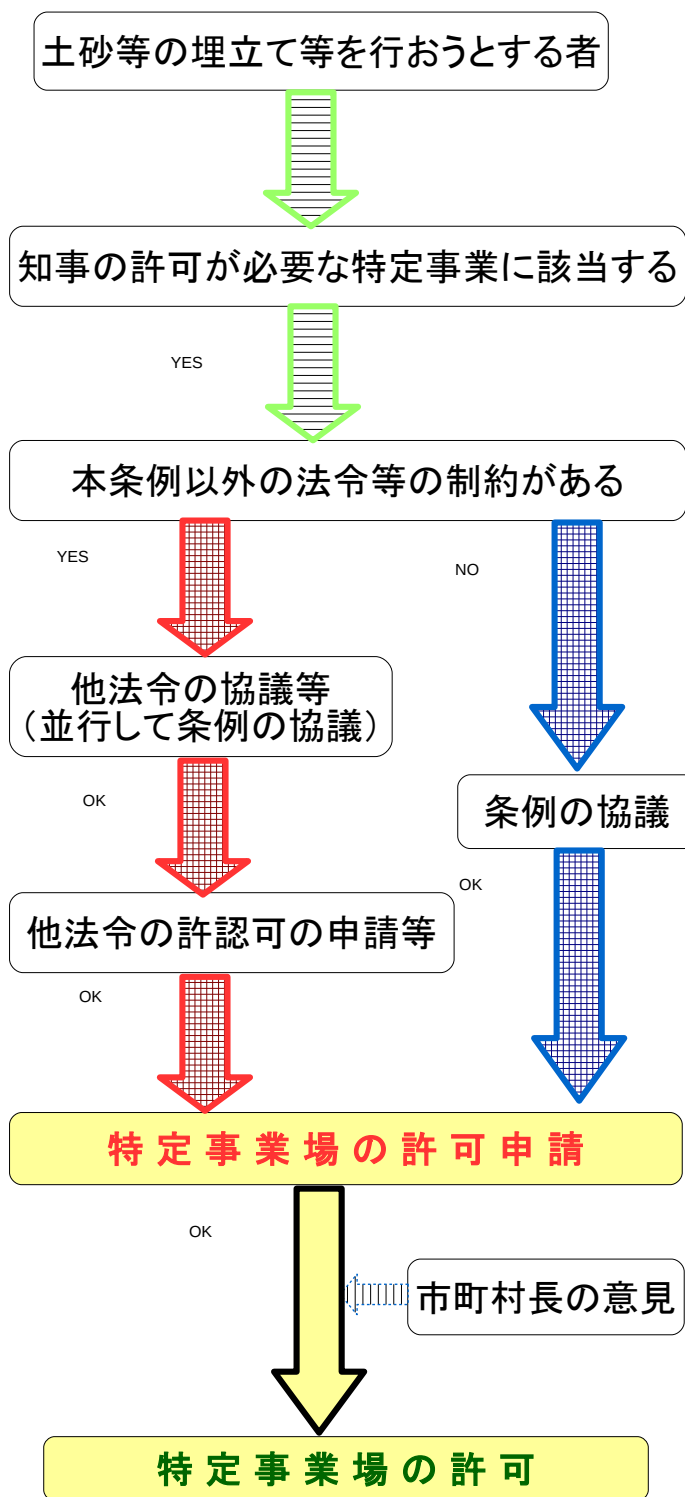 土砂等の埋立て等を行おうとする者
知事の許可が必要な特定事業に該当する
YES
本条例以外の法令等の制約がある
YES
NO
他法令の協議等
（並行して条例の協議）
OK
条例の協議
OK
他法令の許認可の申請等
OK
特定事業場の許可申請
OK
市町村長の意見
特定事業場の許可